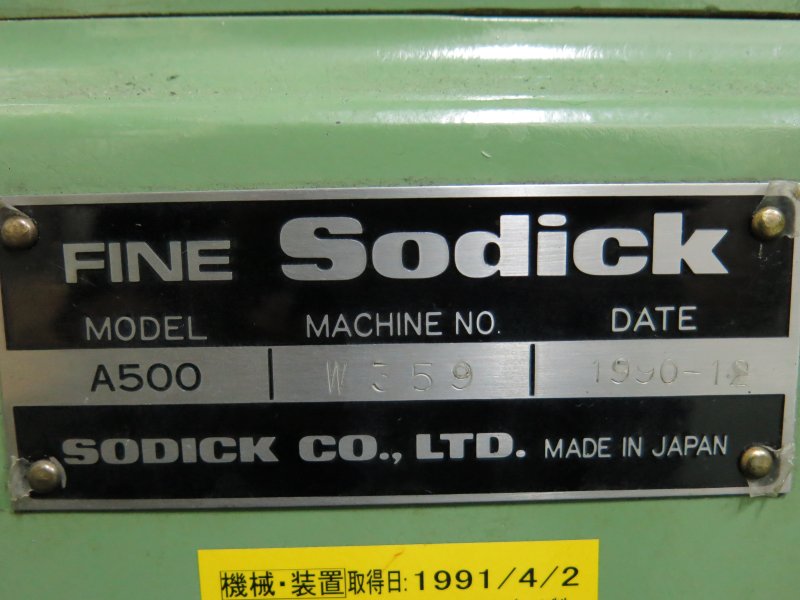 FINE Sodick
MODEL MACHINE NO. DATE
A500 W359 1990-12
SODICK CO., LTD. MADE IN JAPAN
機械・装置 取得日: 1991/4/2